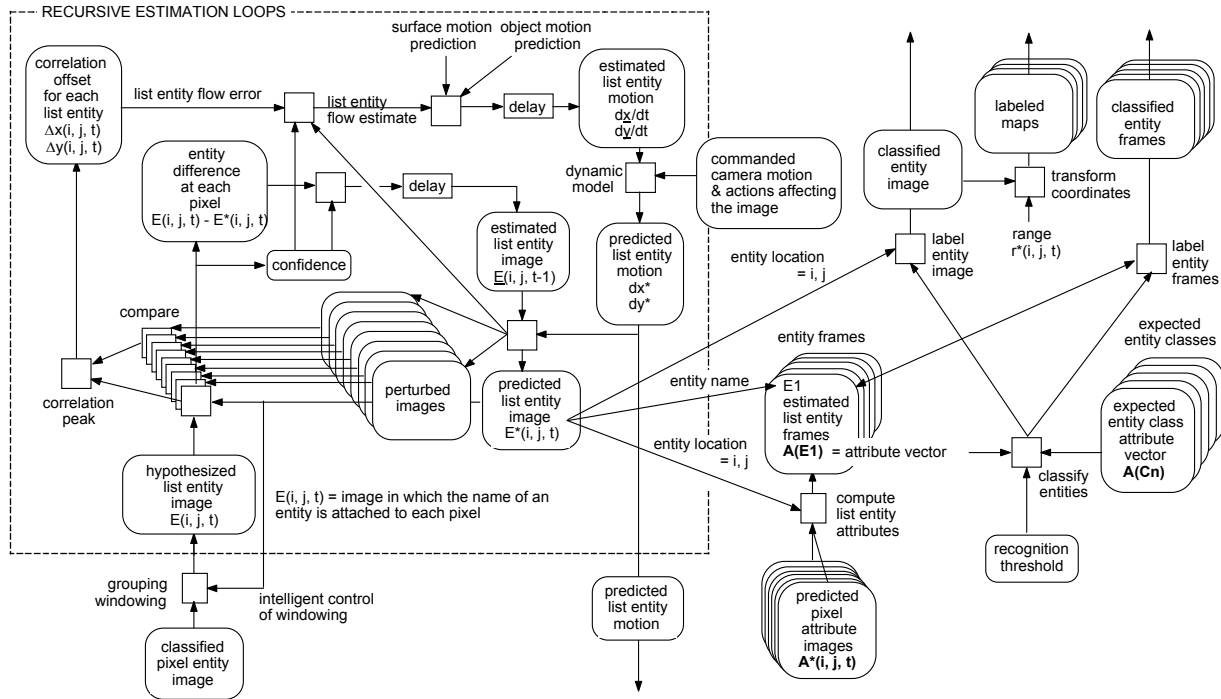 RECURSIVE ESTIMATION LOOPS
surface motion
prediction
object motion
prediction
correlation
offset
for each
list entity
Δx(i, j, t)
Δy(i, j, t)
list entity flow error
list entity
flow estimate
delay
estimated
list entity
motion
dx/dt
dy/dt
entity
difference
at each
pixel
E(i, j, t) - E*(i, j, t)
delay
dynamic
model
commanded
camera motion
& actions affecting
the image
confidence
estimated
list entity
image
E(i, j, t-1)
predicted
list entity
motion
dx*
dy*
compare
correlation
peak
perturbed
images
predicted
list entity
image
E*(i, j, t)
hypothesized
list entity
image
E(i, j, t)
E(i, j, t) = image in which the name of an
entity is attached to each pixel
grouping
windowing
intelligent control
of windowing
classified
pixel entity
image
predicted
list entity
motion
classified
entity
image
labeled
maps
classified
entity
frames
transform
coordinates
range
r*(i, j, t)
label
entity
image
label
entity
frames
entity location
= i, j
entity frames
entity name
entity location
= i, j
E1
estimated
list entity
frames
A(E1) = attribute vector
expected
entity classes
expected
entity class
attribute
vector
A(Cn)
classify
entities
compute
list entity
attributes
recognition
threshold
predicted
pixel
attribute
images
A*(i, j, t)